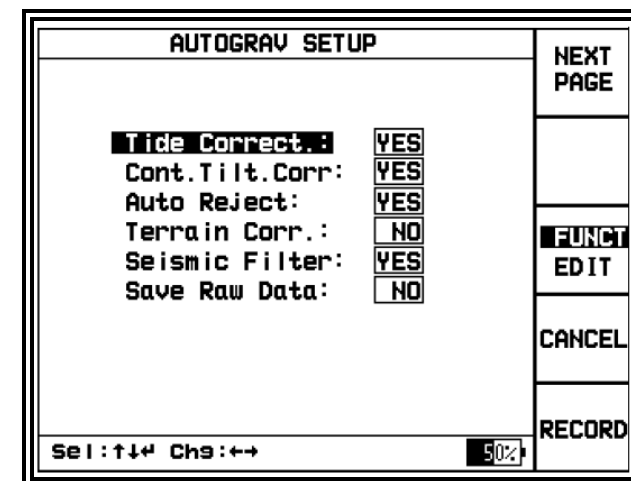 AUTOGRAV SETUP
Tide Correct.: YES
Cont.Tilt.Corr: YES
Auto Reject: YES
Terrain Corr.: NO
Seismic Filter: YES
Save Raw Data: NO
Sel:↑↓↵ Chg:←→
50%
NEXT
PAGE
FUNCT
EDIT
CANCEL
RECORD